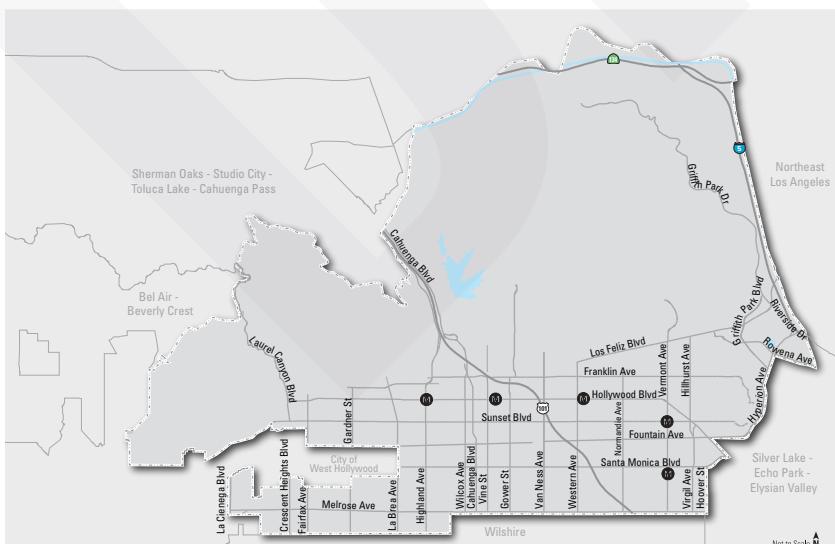 134
5
Griffith Park Dr
Northeast
Los Angeles
Sherman Oaks - Studio City -
Toluca Lake - Cahuenga Pass
Cahuenga Blvd
Bel Air -
Beverly Crest
Griffith Park Blvd
Riverside Dr
Laurel Canyon Blvd
Los Feliz Blvd
Vermont Ave
Hillhurst Ave
Rowena Ave
Franklin Ave
Hyperion Ave
M
M
M
Hollywood Blvd
Gardner St
101
Sunset Blvd
Normandie Ave
M
Fountain Ave
City of
West Hollywood
Santa Monica Blvd
M
Silver Lake -
Echo Park -
Elysian Valley
La Cienega Blvd
Crescent Heights Blvd
Fairfax Ave
Melrose Ave
La Brea Ave
Highland Ave
Wilcox Ave
Cahuenga Blvd
Vine St
Gower St
Van Ness Ave
Western Ave
Virgil Ave
Hoover St
Wilshire
Not to Scale
N